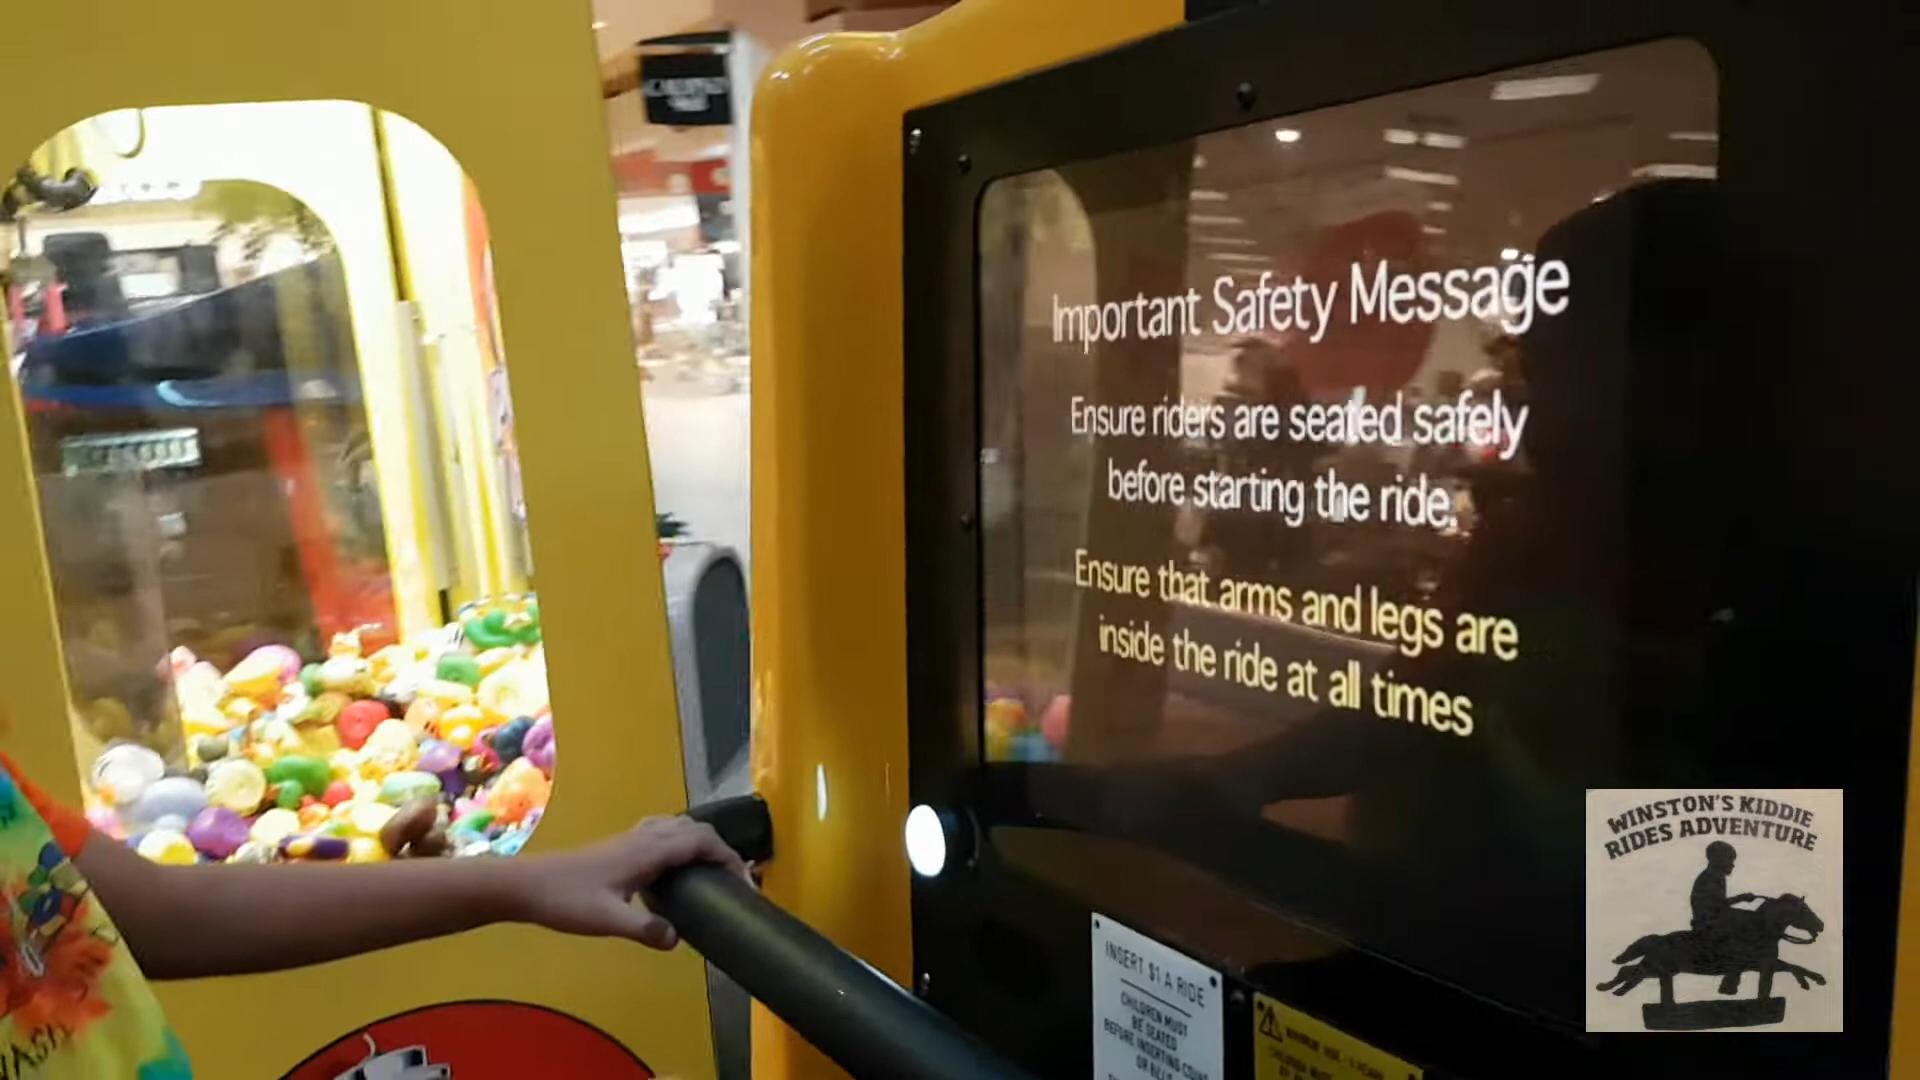 Important Safety Message
Ensure riders are seated safely
before starting the ride.
Ensure that arms and legs are
inside the ride at all times
INSERT $1 A RIDE
CHILDREN MUST
BE SEATED
BEFORE INSERTING COINS
OR BILLS
WINSTON'S KIDDIE
RIDES ADVENTURE